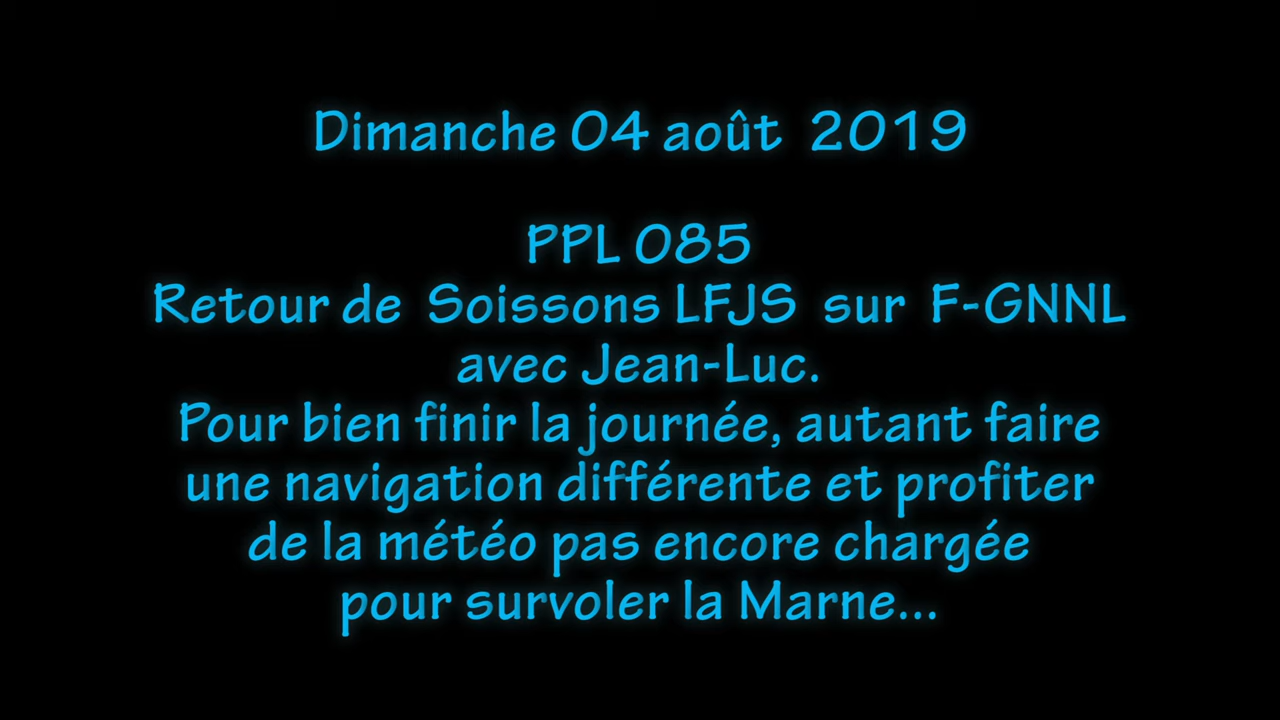 Dimanche 04 août 2019
PPL 085
Retour de Soissons LFJS sur F-GNNL
avec Jean-Luc.
Pour bien finir la journée, autant faire
une navigation différente et profiter
de la météo pas encore chargée
pour survoler la Marne...